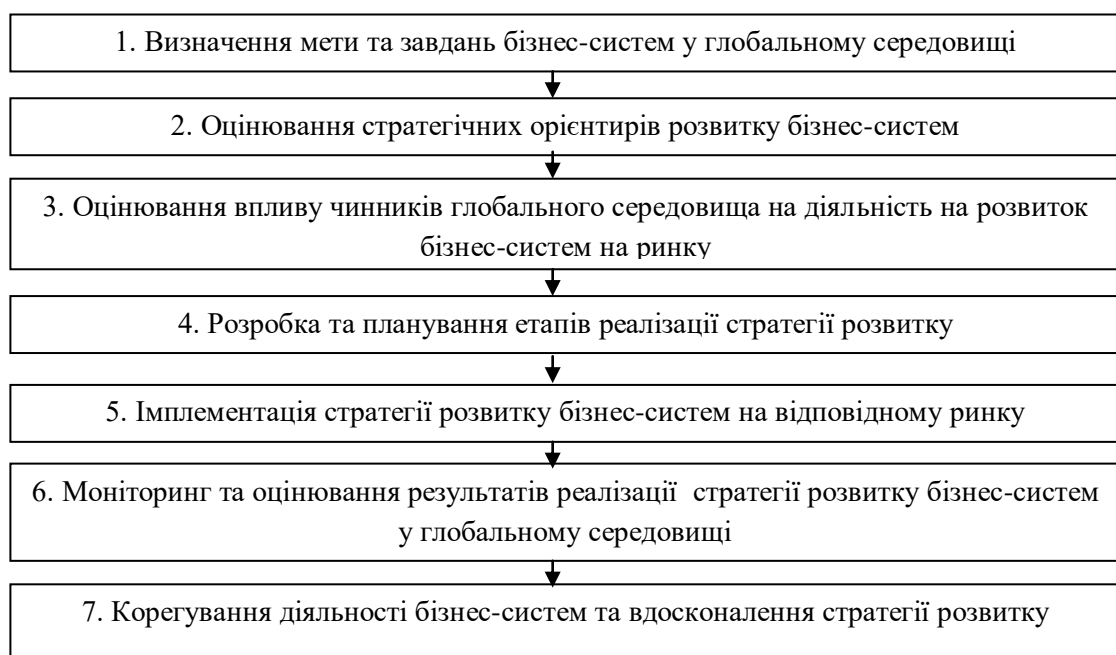 1. Визначення мети та завдань бізнес-систем у глобальному середовищі
2. Оцінювання стратегічних орієнтирів розвитку бізнес-систем
3. Оцінювання впливу чинників глобального середовища на діяльність на розвиток
бізнес-систем на ринку
4. Розробка та планування етапів реалізації стратегії розвитку
5. Імплементація стратегії розвитку бізнес-систем на відповідному ринку
6. Моніторинг та оцінювання результатів реалізації стратегії розвитку бізнес-систем
у глобальному середовищі
7. Корегування діяльності бізнес-систем та вдосконалення стратегії розвитку